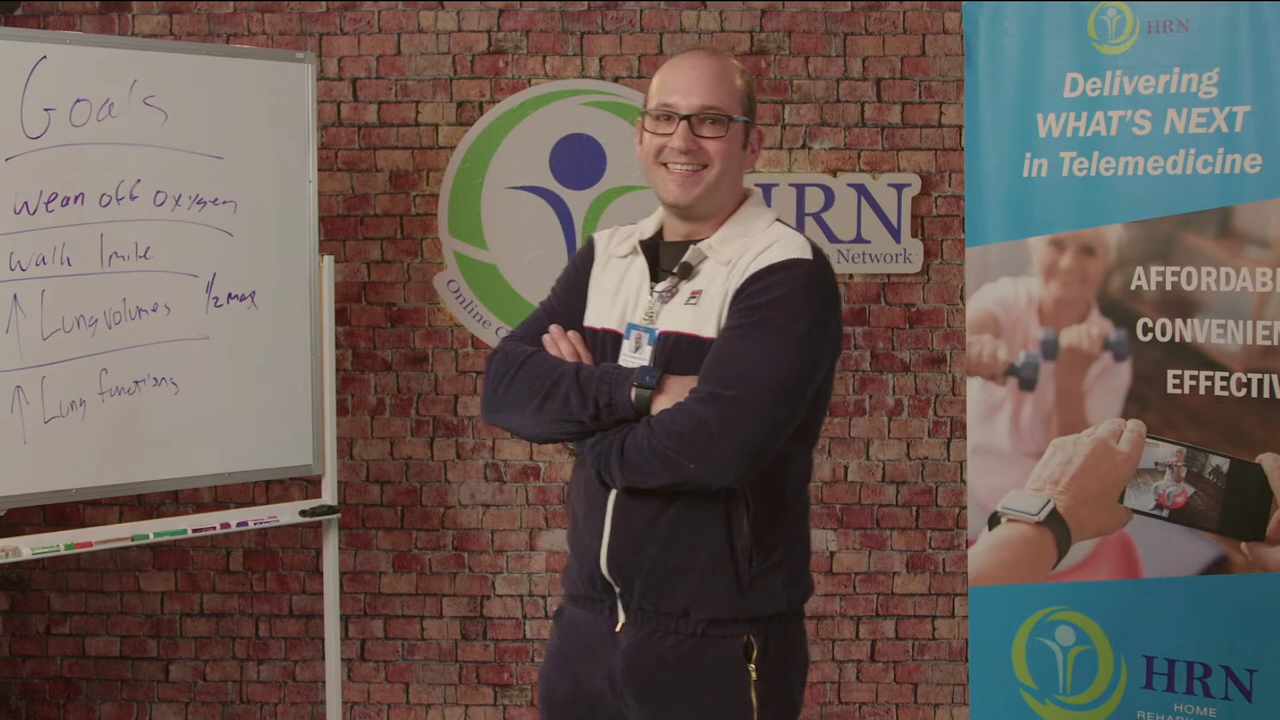 Goals
wean off oxygen
walk 1mile
↑ Lung volumes 1/2 max
↑ Lung functions
HRN
Network
Online C
HRN
Delivering
WHAT'S NEXT
in Telemedicine
AFFORDAB
CONVENIEN
EFFECTIV
HRN
HOME